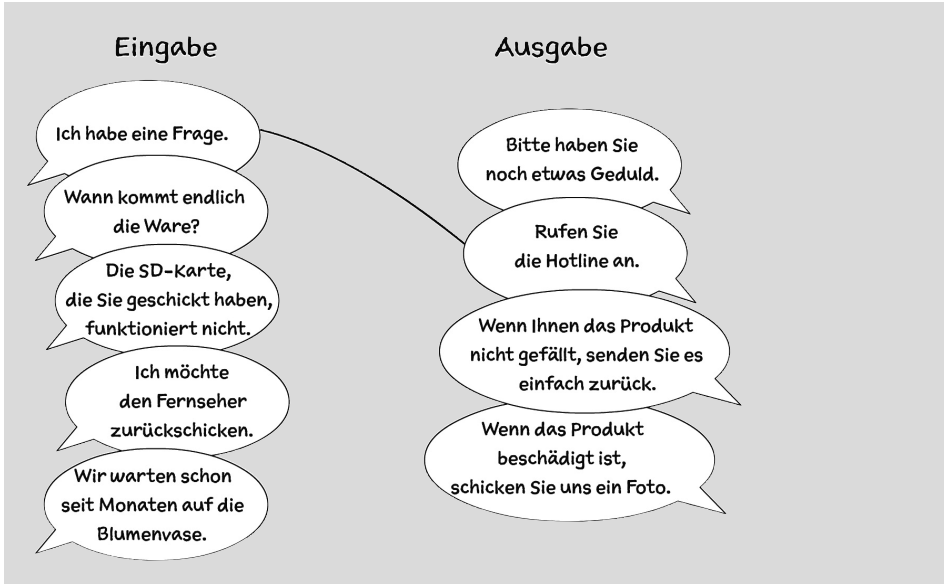 Eingabe
Ausgabe
Ich habe eine Frage.
Wann kommt endlich
die Ware?
Die SD-Karte,
die Sie geschickt haben,
funktioniert nicht.
Ich möchte
den Fernseher
zurückschicken.
Wir warten schon
seit Monaten auf die
Blumenvase.
Bitte haben Sie
noch etwas Geduld.
Rufen Sie
die Hotline an.
Wenn Ihnen das Produkt
nicht gefällt, senden Sie es
einfach zurück.
Wenn das Produkt
beschädigt ist,
schicken Sie uns ein Foto.